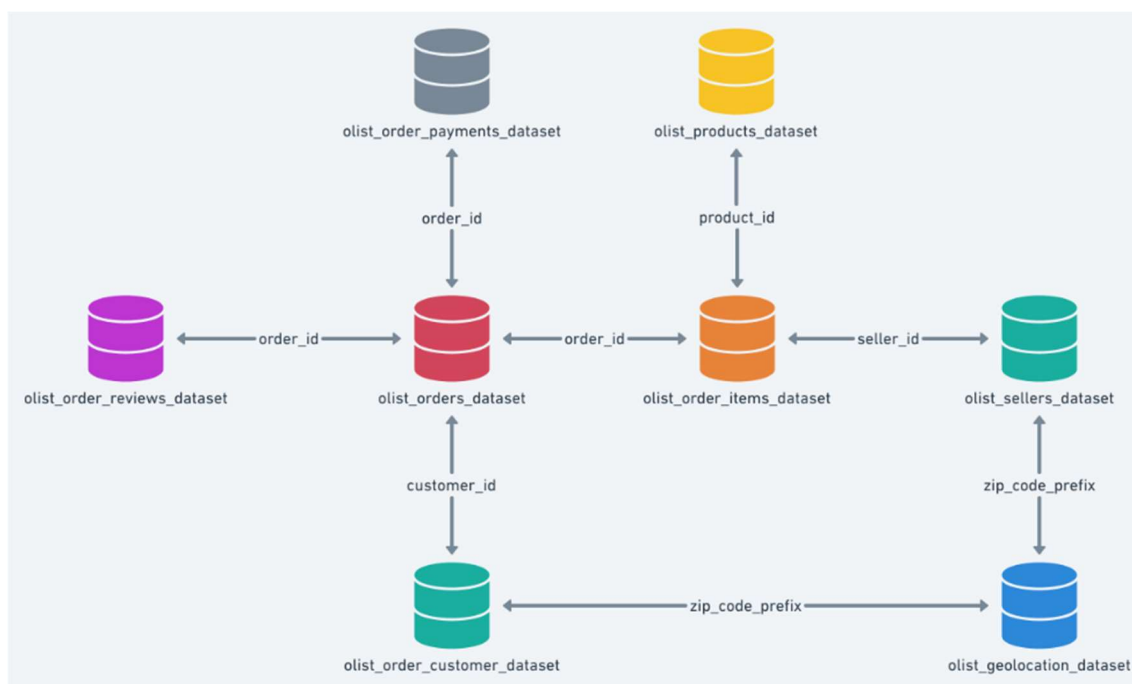 olist_order_payments_dataset
olist_products_dataset
order_id
product_id
order_id
order_id
seller_id
olist_order_reviews_dataset
olist_orders_dataset
olist_order_items_dataset
olist_sellers_dataset
customer_id
zip_code_prefix
zip_code_prefix
olist_order_customer_dataset
olist_geolocation_dataset